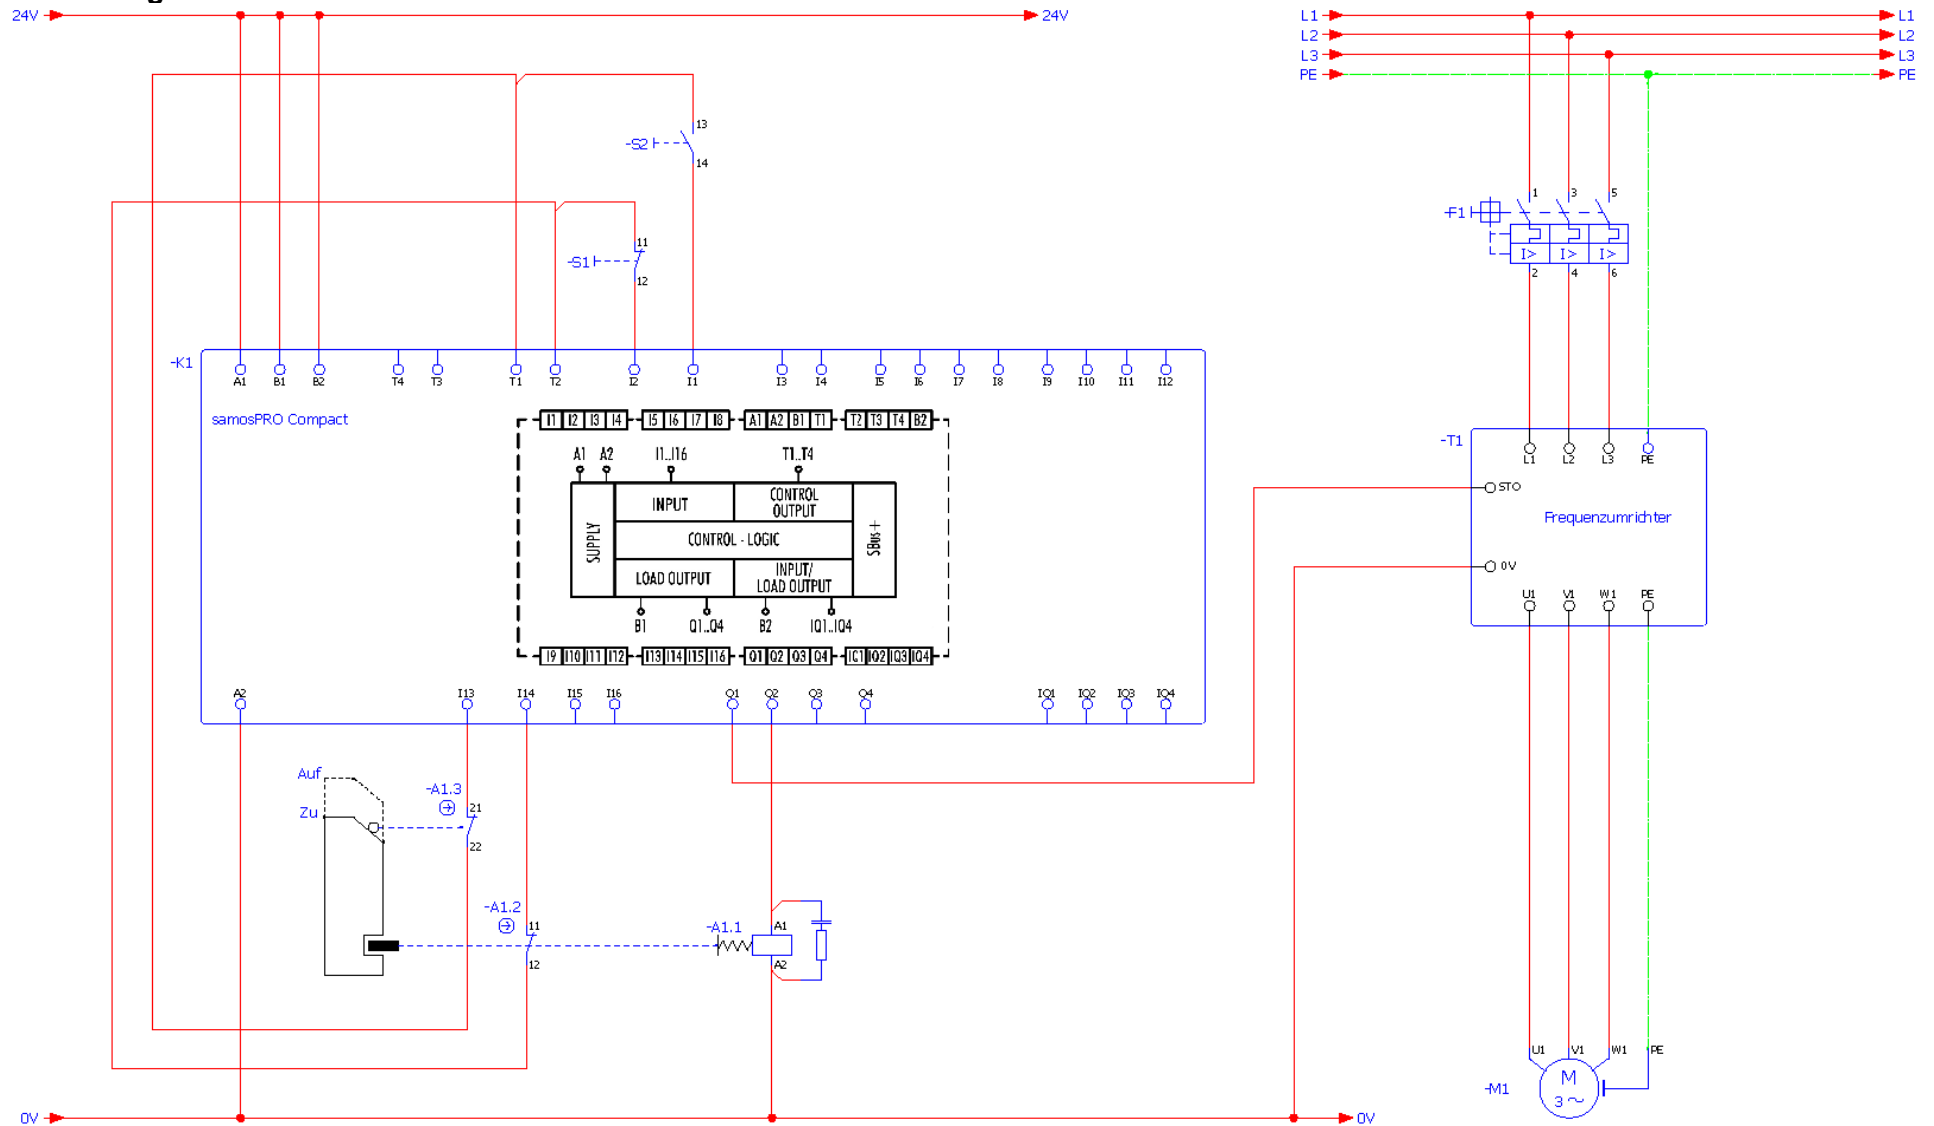 24V 24V
L1 L1
L2 L2
L3 L3
PE PE
13
-S2
14
1 3 5
-F1
11
-S1
I> I> I>
12
2 4 6
-K1
A1 B1 B2 T4 T3 T1 T2 I2 I1 I3 I4 I5 I6 I7 I8 I9 I10 I11 I12
samosPRO Compact
I1 I2 I3 I4 I5 I6 I7 I8 A1 A2 B1 T1 T2 T3 T4 B2
-T1
A1 A2 I1..I16 T1..T4
L1 L2 L3 PE
STO
INPUT
CONTROL
OUTPUT
Frequenzumrichter
SUPPLY
CONTROL - LOGIC
SBus+
0V
LOAD OUTPUT
INPUT/
LOAD OUTPUT
U1 V1 W1 PE
B1 Q1..Q4 B2 IQ1..IQ4
I9 I10 I11 I12 I13 I14 I15 I16 Q1 Q2 Q3 Q4 IQ1 IQ2 IQ3 IQ4
A2 I13 I14 I15 I16 Q1 Q2 Q3 Q4 IQ1 IQ2 IQ3 IQ4
Auf
-A1.3
21
Zu
22
-A1.2
11
-A1.1
A1
12
A2
U1 V1 W1 PE
-M1
M
3 ~
0V 0V